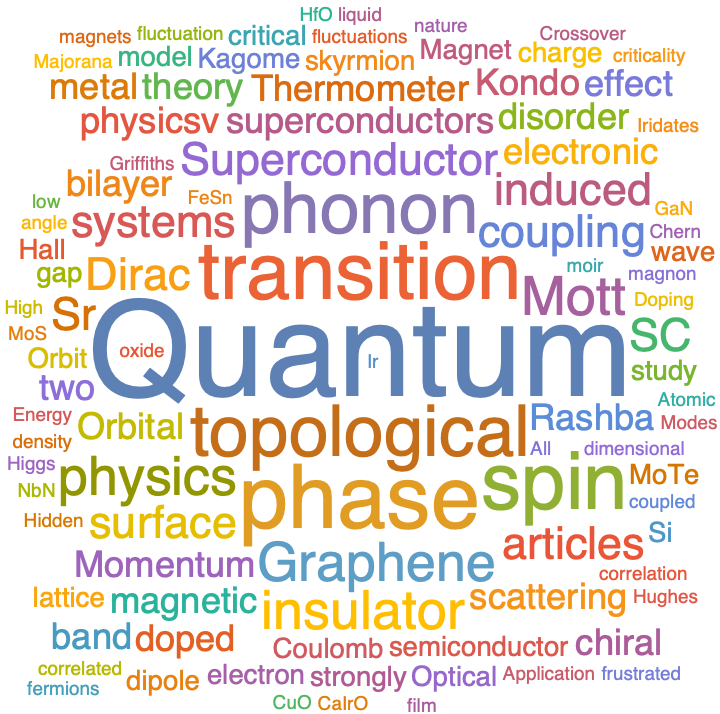 HfO liquid
magnets fluctuation critical fluctuations nature Crossover
Majorana model Kagome skyrmion Magnet charge criticality
metal theory Thermometer Kondo effect
physicsv superconductors disorder Iridates
Griffiths Superconductor electronic
low bilayer FeSn phonon induced GaN
angle systems coupling Chern
Hall wave
gap Dirac transition moir magnon
High Sr Mott Doping
MoS Quantum SC
Orbit oxide Ir study
two Atomic
Energy Orbital topological Rashba Modes
density All dimensional
Higgs physics phase spin MoTe
NbN coupled
Hidden surface articles Si
Momentum Graphene correlation
lattice magnetic insulator scattering Hughes
band doped Coulomb semiconductor chiral
correlated dipole electron strongly Optical Application frustrated
fermions CuO CaIrO film